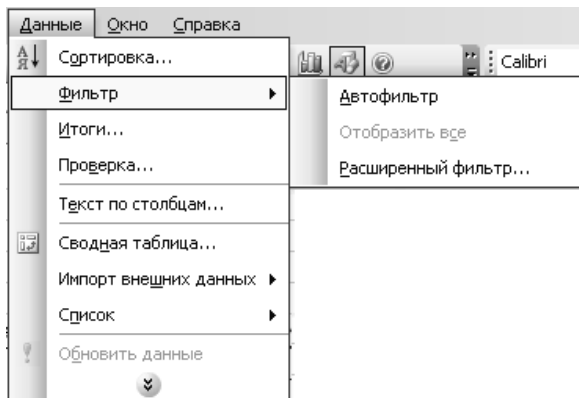 Данные Окно Справка
Сортировка...
Calibri
Фильтр
Автофильтр
Итоги...
Отобразить все
Проверка...
Расширенный фильтр...
Текст по столбцам...
Сводная таблица...
Импорт внешних данных
Список
Обновить данные